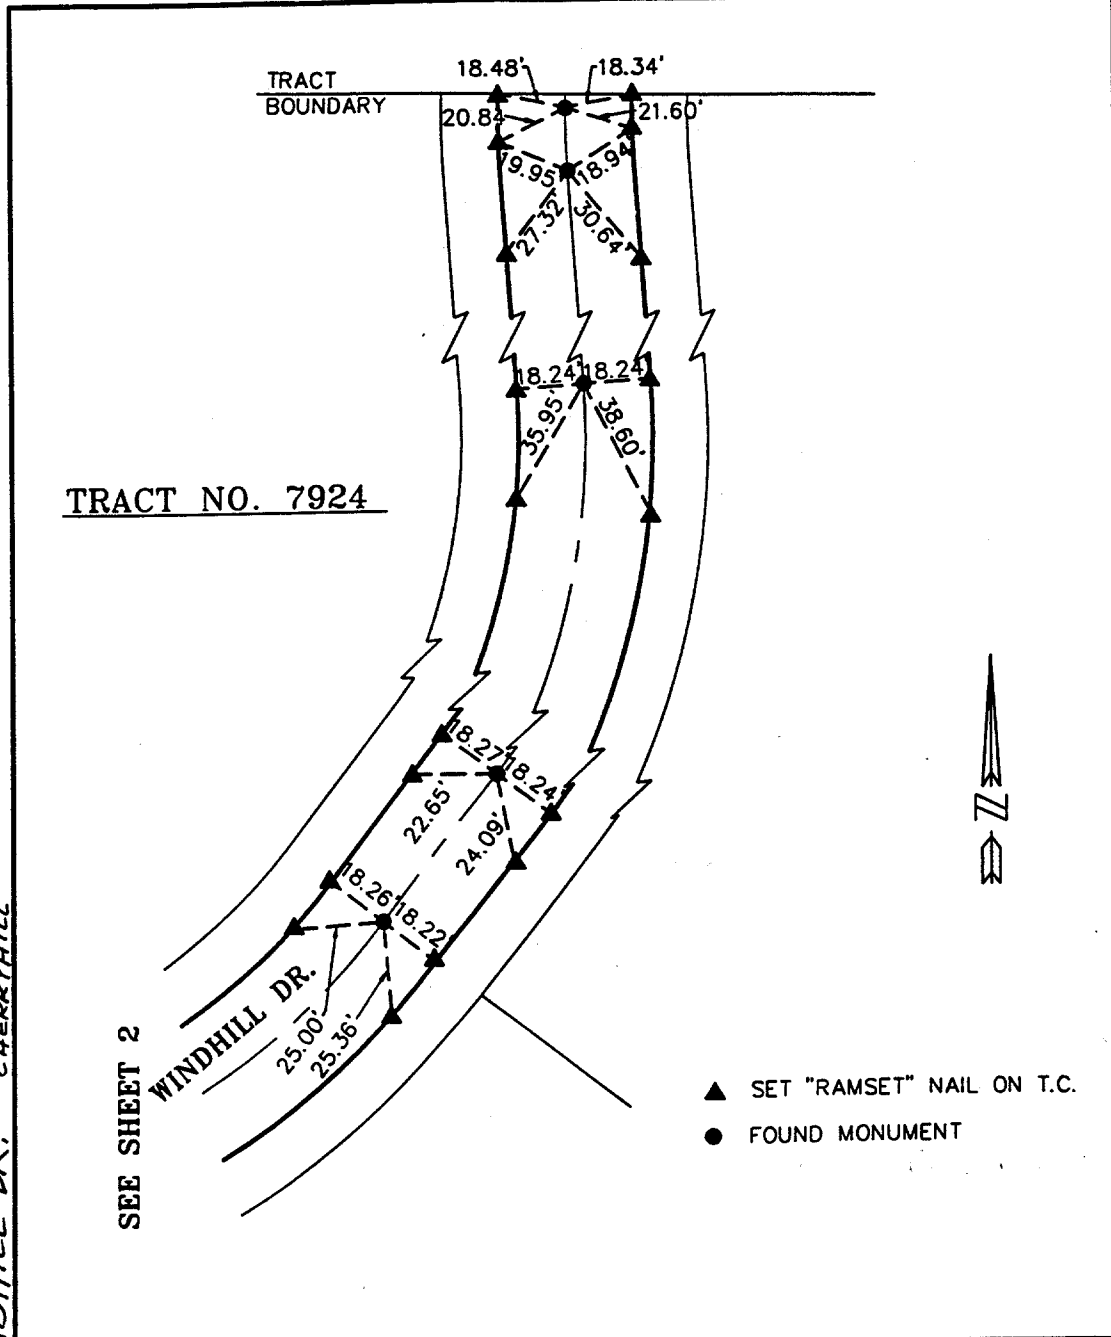 18.48' 18.34'
TRACT
BOUNDARY
20.84 21.60'
19.95' 18.94'
27.32' 30.64'
18.24' 18.24'
35.95' 38.60'
TRACT NO. 7924
18.27' 18.24'
22.65' 24.09'
18.26' 18.22'
WINDHILL DR.
25.00'
25.36'
SEE SHEET 2
N
▲ SET "RAMSET" NAIL ON T.C.
● FOUND MONUMENT
DR. CHERRYHILL